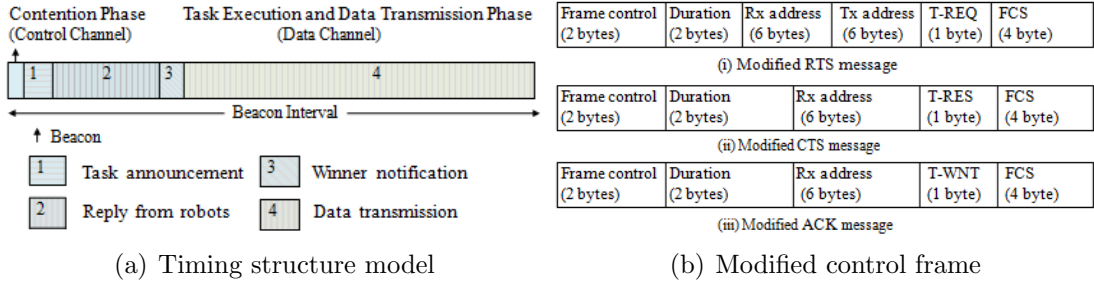 Contention Phase
(Control Channel)
Task Execution and Data Transmission Phase
(Data Channel)
1
2
3
4
Beacon Interval
Beacon
1
Task announcement
3
Winner notification
2
Reply from robots
4
Data transmission
(a) Timing structure model
Frame control
(2 bytes)
Duration
(2 bytes)
Rx address
(6 bytes)
Tx address
(6 bytes)
T-REQ
(1 byte)
FCS
(4 byte)
(i) Modified RTS message
Frame control
(2 bytes)
Duration
(2 bytes)
Rx address
(6 bytes)
T-RES
(1 byte)
FCS
(4 byte)
(ii) Modified CTS message
Frame control
(2 bytes)
Duration
(2 bytes)
Rx address
(6 bytes)
T-WNT
(1 byte)
FCS
(4 byte)
(iii) Modified ACK message
(b) Modified control frame